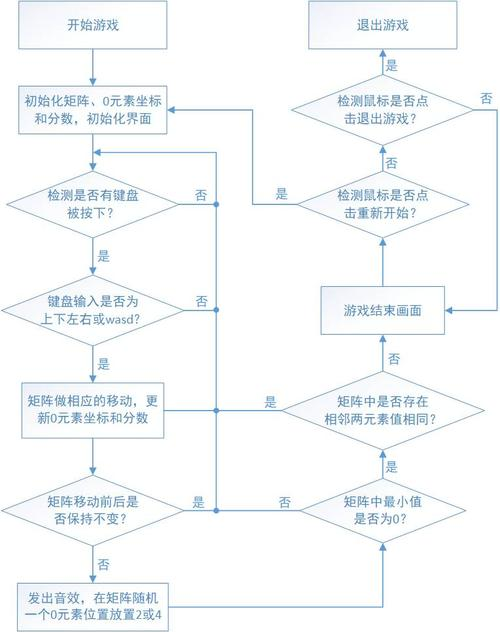 开始游戏
退出游戏
是
初始化矩阵、0元素坐标
和分数，初始化界面
检测鼠标是否点
击退出游戏？
否
否
检测是否有键盘
被按下？
否
检测鼠标是否点
击重新开始？
是
是
键盘输入是否为
上下左右或wasd？
否
游戏结束画面
是
否
矩阵做相应的移动，更
新0元素坐标和分数
是
矩阵中是否存在
相邻两元素值相同？
是
矩阵移动前后是
否保持不变？
是
否
矩阵中最小值
是否为0？
否
发出音效，在矩阵随机
一个0元素位置放置2或4